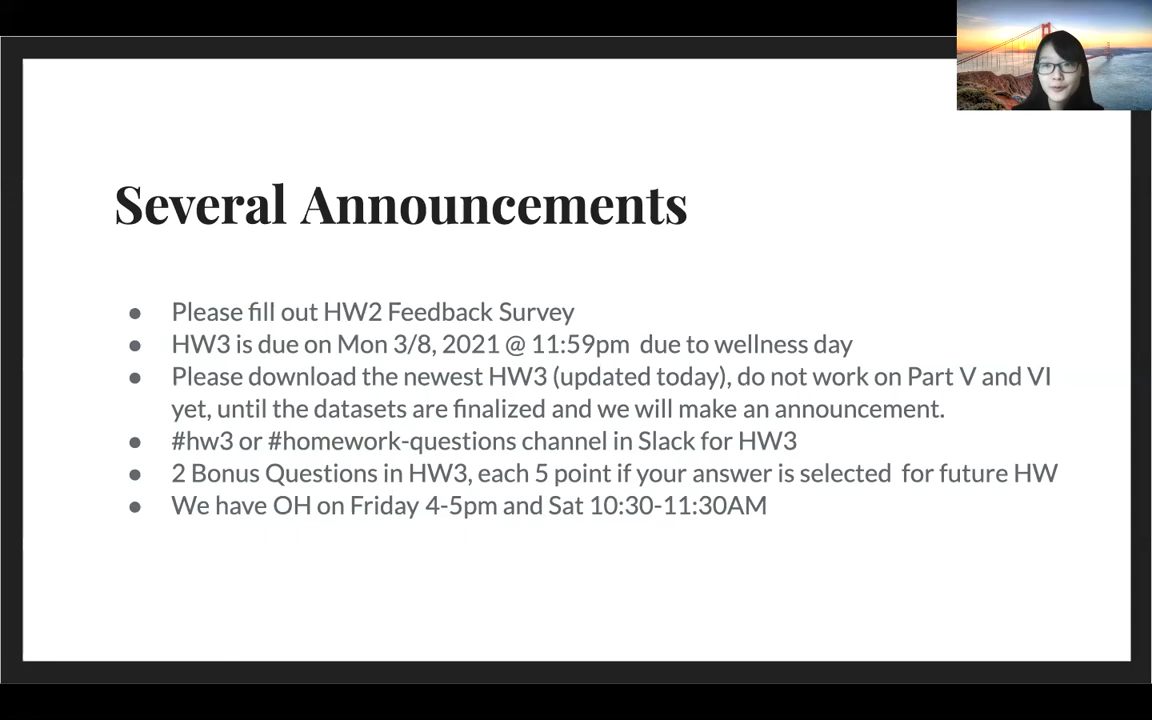 Several Announcements
● Please fill out HW2 Feedback Survey
● HW3 is due on Mon 3/8, 2021 @ 11:59pm  due to wellness day
● Please download the newest HW3 (updated today), do not work on Part V and VI
yet, until the datasets are finalized and we will make an announcement.
● #hw3 or #homework-questions channel in Slack for HW3
● 2 Bonus Questions in HW3, each 5 point if your answer is selected  for future HW
● We have OH on Friday 4-5pm and Sat 10:30-11:30AM